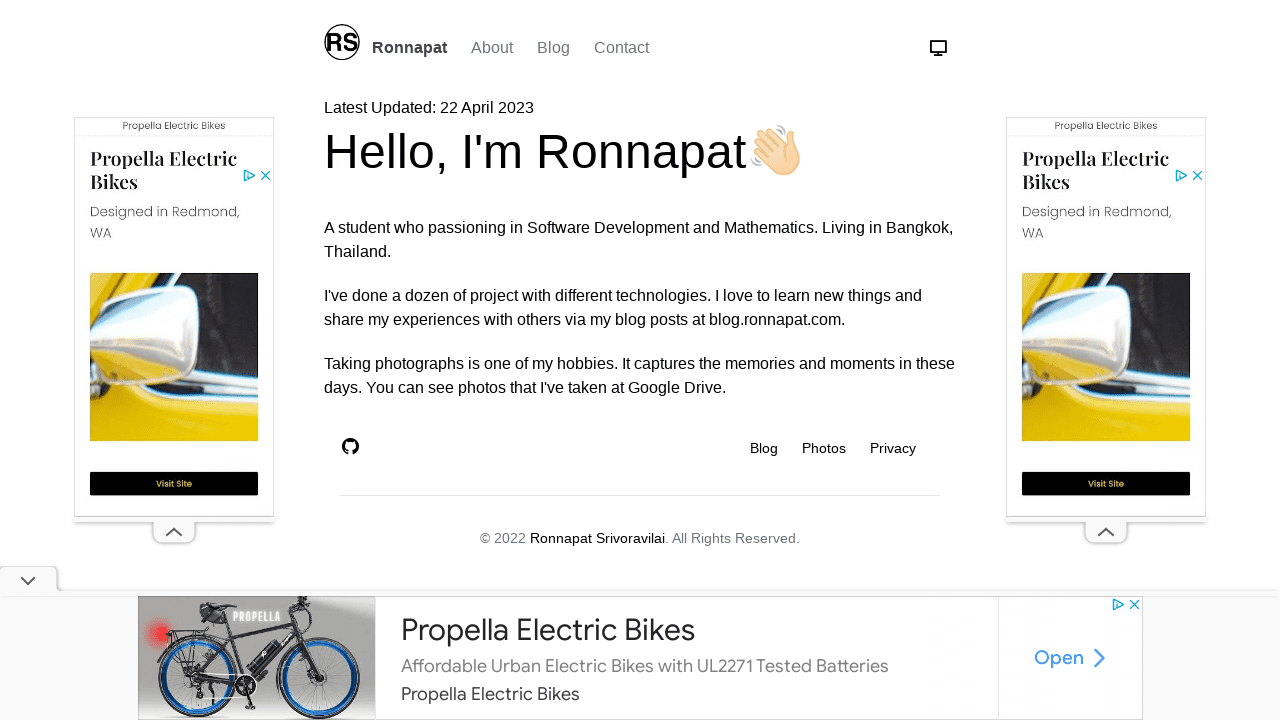 RS Ronnapat About Blog Contact
Latest Updated: 22 April 2023
Hello, I'm Ronnapat👋🏻
A student who passioning in Software Development and Mathematics. Living in Bangkok,
Thailand.
I've done a dozen of project with different technologies. I love to learn new things and
share my experiences with others via my blog posts at blog.ronnapat.com.
Taking photographs is one of my hobbies. It captures the memories and moments in these
days. You can see photos that I've taken at Google Drive.
Blog Photos Privacy
© 2022 Ronnapat Srivoravilai. All Rights Reserved.
Propella Electric Bikes
Propella Electric
Bikes
Designed in Redmond,
WA
Visit Site
Propella Electric Bikes
Propella Electric
Bikes
Designed in Redmond,
WA
Visit Site
PROPELLA
Propella Electric Bikes
Affordable Urban Electric Bikes with UL2271 Tested Batteries
Propella Electric Bikes
Open